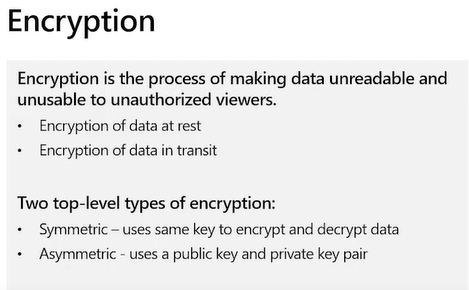 Encryption
Encryption is the process of making data unreadable and
unusable to unauthorized viewers.
• Encryption of data at rest
• Encryption of data in transit
Two top-level types of encryption:
• Symmetric – uses same key to encrypt and decrypt data
• Asymmetric - uses a public key and private key pair